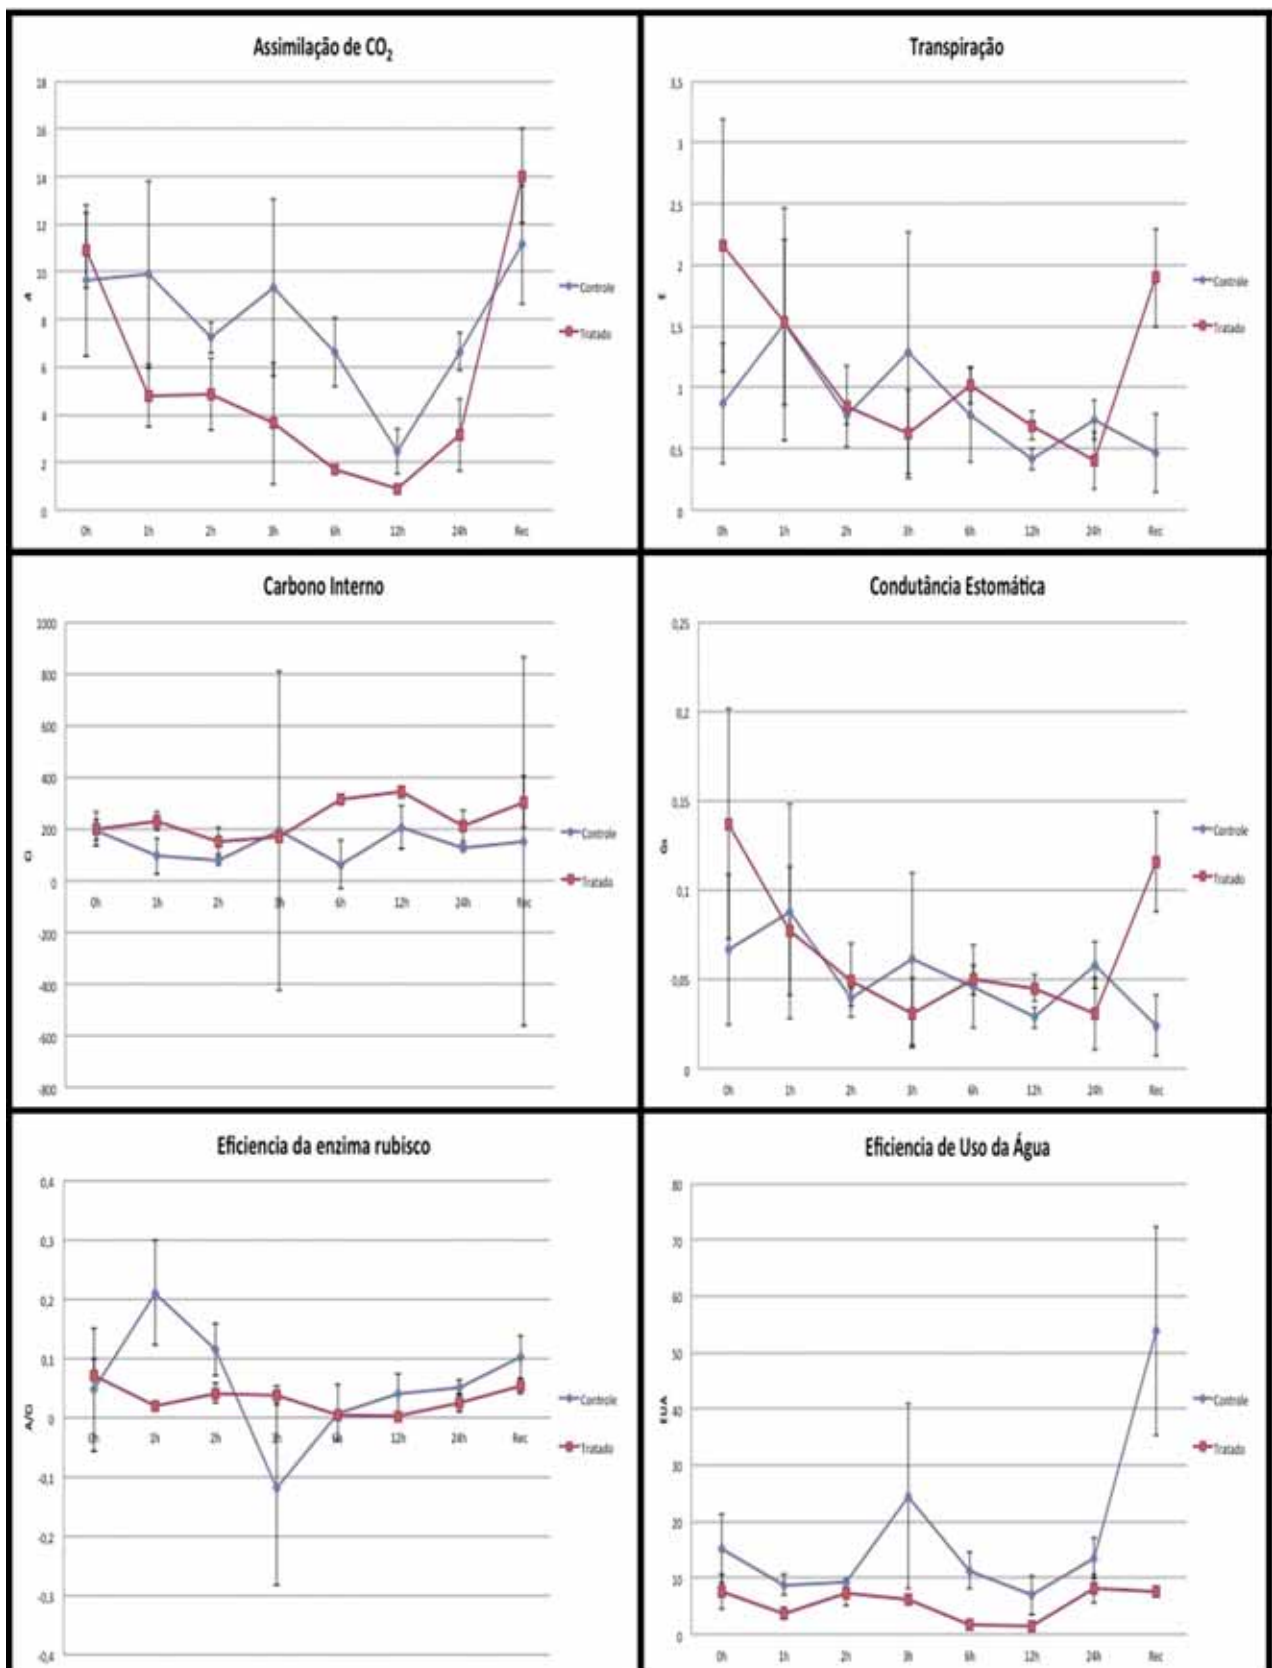 Assimilação de CO₂
18
16
14
12
10
8
6
4
2
0
A
0h 1h 2h 3h 6h 12h 24h Rec
Controle
Tratado
Transpiração
3,5
3
2,5
2
1,5
1
0,5
0
E
0h 1h 2h 3h 6h 12h 24h Rec
Controle
Tratado
Carbono Interno
1000
800
600
400
200
0
-200
-400
-600
-800
Ci
0h 1h 2h 3h 6h 12h 24h Rec
Controle
Tratado
Condutância Estomática
0,25
0,2
0,15
0,1
0,05
0
Gs
0h 1h 2h 3h 6h 12h 24h Rec
Controle
Tratado
Eficiencia da enzima rubisco
0,4
0,3
0,2
0,1
0
-0,1
-0,2
-0,3
-0,4
A/Ci
0h 1h 2h 3h 6h 12h 24h Rec
Controle
Tratado
Eficiencia de Uso da Água
80
70
60
50
40
30
20
10
0
EUA
0h 1h 2h 3h 6h 12h 24h Rec
Controle
Tratado